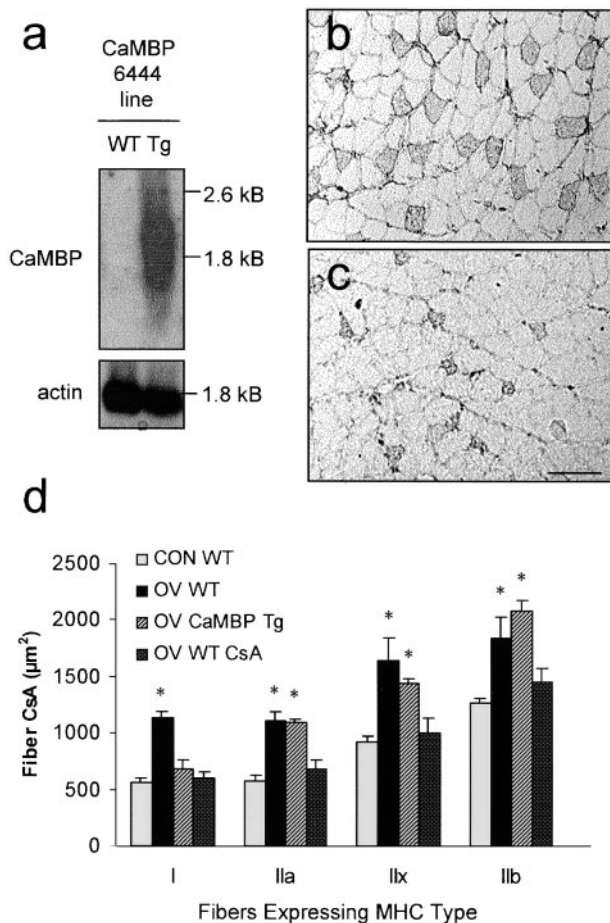 a
CaMBP
6444
line
WT Tg
2.6 kB
CaMBP
1.8 kB
actin
1.8 kB
b
c
d
CON WT
OV WT
OV CaMBP Tg
OV WT CsA
Fiber CsA (µm²)
2500
2000
1500
1000
500
0
*
* *
* *
* *
I IIa IIx IIb
Fibers Expressing MHC Type